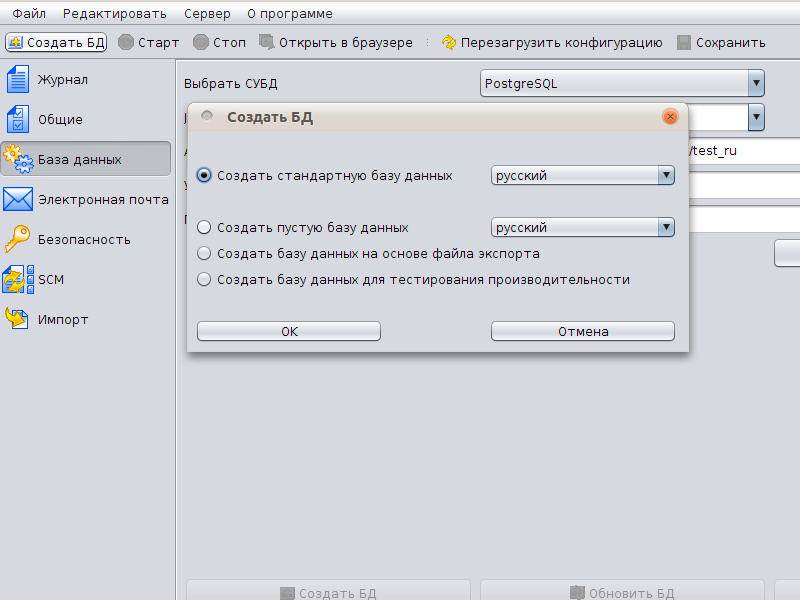 Файл Редактировать Сервер О программе
Создать БД Старт Стоп Открыть в браузере Перезагрузить конфигурацию Сохранить
Журнал
Общие
База данных
Электронная почта
Безопасность
SCM
Импорт
Выбрать СУБД PostgreSQL
/test_ru
Создать БД
Создать стандартную базу данных русский
Создать пустую базу данных русский
Создать базу данных на основе файла экспорта
Создать базу данных для тестирования производительности
OK Отмена
Создать БД Обновить БД